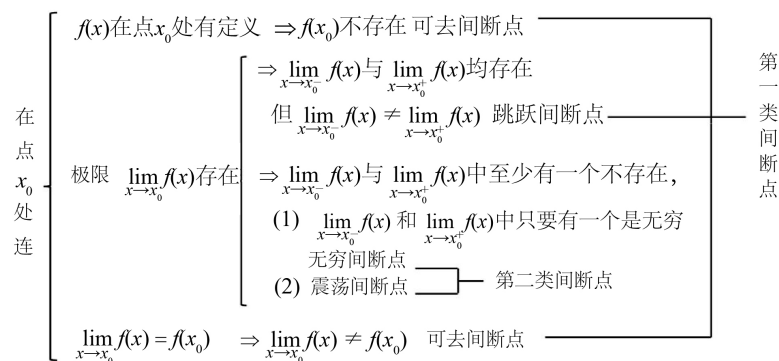 f(x)在点x₀处有定义 ⇒ f(x₀)不存在 可去间断点
⇒ lim_{x→x₀⁻} f(x)与 lim_{x→x₀⁺} f(x)均存在
但 lim_{x→x₀⁻} f(x) ≠ lim_{x→x₀⁺} f(x) 跳跃间断点
第一类间断点
在点x₀处连
极限 lim_{x→x₀} f(x)存在
⇒ lim_{x→x₀⁻} f(x)与 lim_{x→x₀⁺} f(x)中至少有一个不存在，
(1) lim_{x→x₀⁻} f(x) 和 lim_{x→x₀⁺} f(x)中只要有一个是无穷
无穷间断点
(2) 震荡间断点
第二类间断点
lim_{x→x₀} f(x) = f(x₀) ⇒ lim_{x→x₀} f(x) ≠ f(x₀) 可去间断点